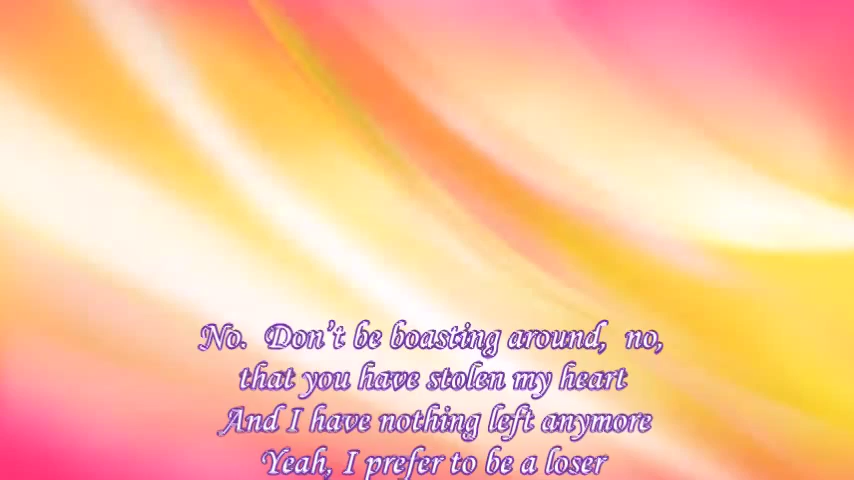 No.  Don't be boasting around,  no,
that you have stolen my heart
And I have nothing left anymore
Yeah, I prefer to be a loser